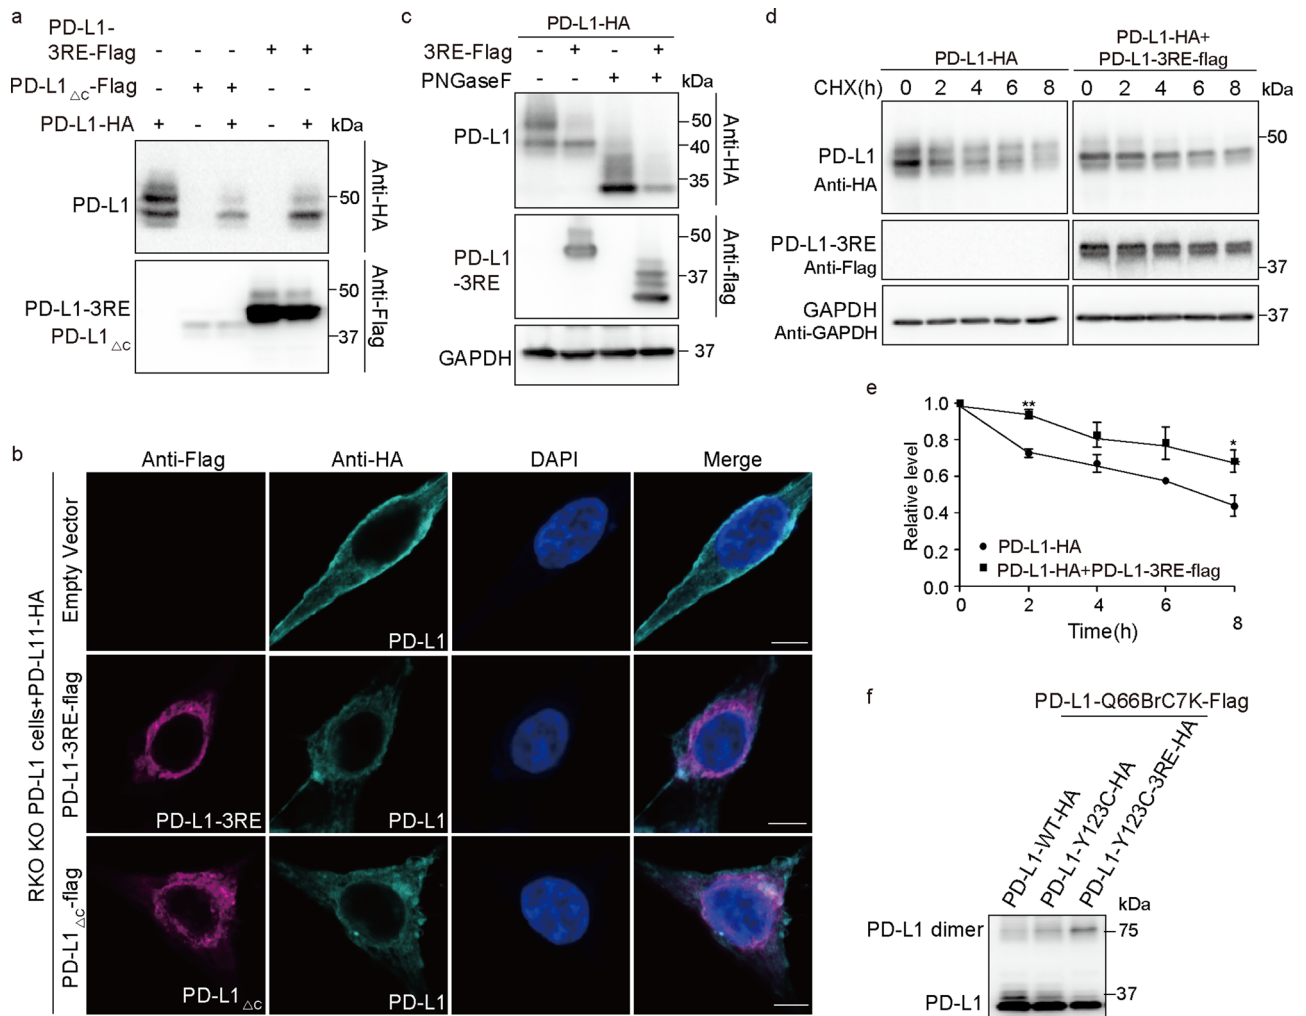 a
PD-L1-
3RE-Flag - - - + +
PD-L1△C-Flag - + + - -
PD-L1-HA + - + - + kDa
PD-L1
50
Anti-HA
PD-L1-3RE
PD-L1△C
50
37
Anti-Flag
c
PD-L1-HA
3RE-Flag - + - +
PNGaseF - - + + kDa
PD-L1
50
40
35
Anti-HA
PD-L1
-3RE
50
37
Anti-flag
GAPDH
37
d
PD-L1-HA
PD-L1-HA+
PD-L1-3RE-flag
CHX(h) 0 2 4 6 8 0 2 4 6 8 kDa
PD-L1
Anti-HA
50
PD-L1-3RE
Anti-Flag
37
GAPDH
Anti-GAPDH
37
b
Anti-Flag Anti-HA DAPI Merge
RKO KO PD-L1 cells+PD-L11-HA
Empty Vector
PD-L1
PD-L1-3RE-flag
PD-L1-3RE
PD-L1
PD-L1△C-flag
PD-L1△C
PD-L1
e
Relative level
1.0
0.8
0.6
0.4
0.2
0.0
**
*
PD-L1-HA
PD-L1-HA+PD-L1-3RE-flag
0 2 4 6 8
Time(h)
f
PD-L1-Q66BrC7K-Flag
PD-L1-WT-HA
PD-L1-Y123C-HA
PD-L1-Y123C-3RE-HA
kDa
PD-L1 dimer
75
PD-L1
37